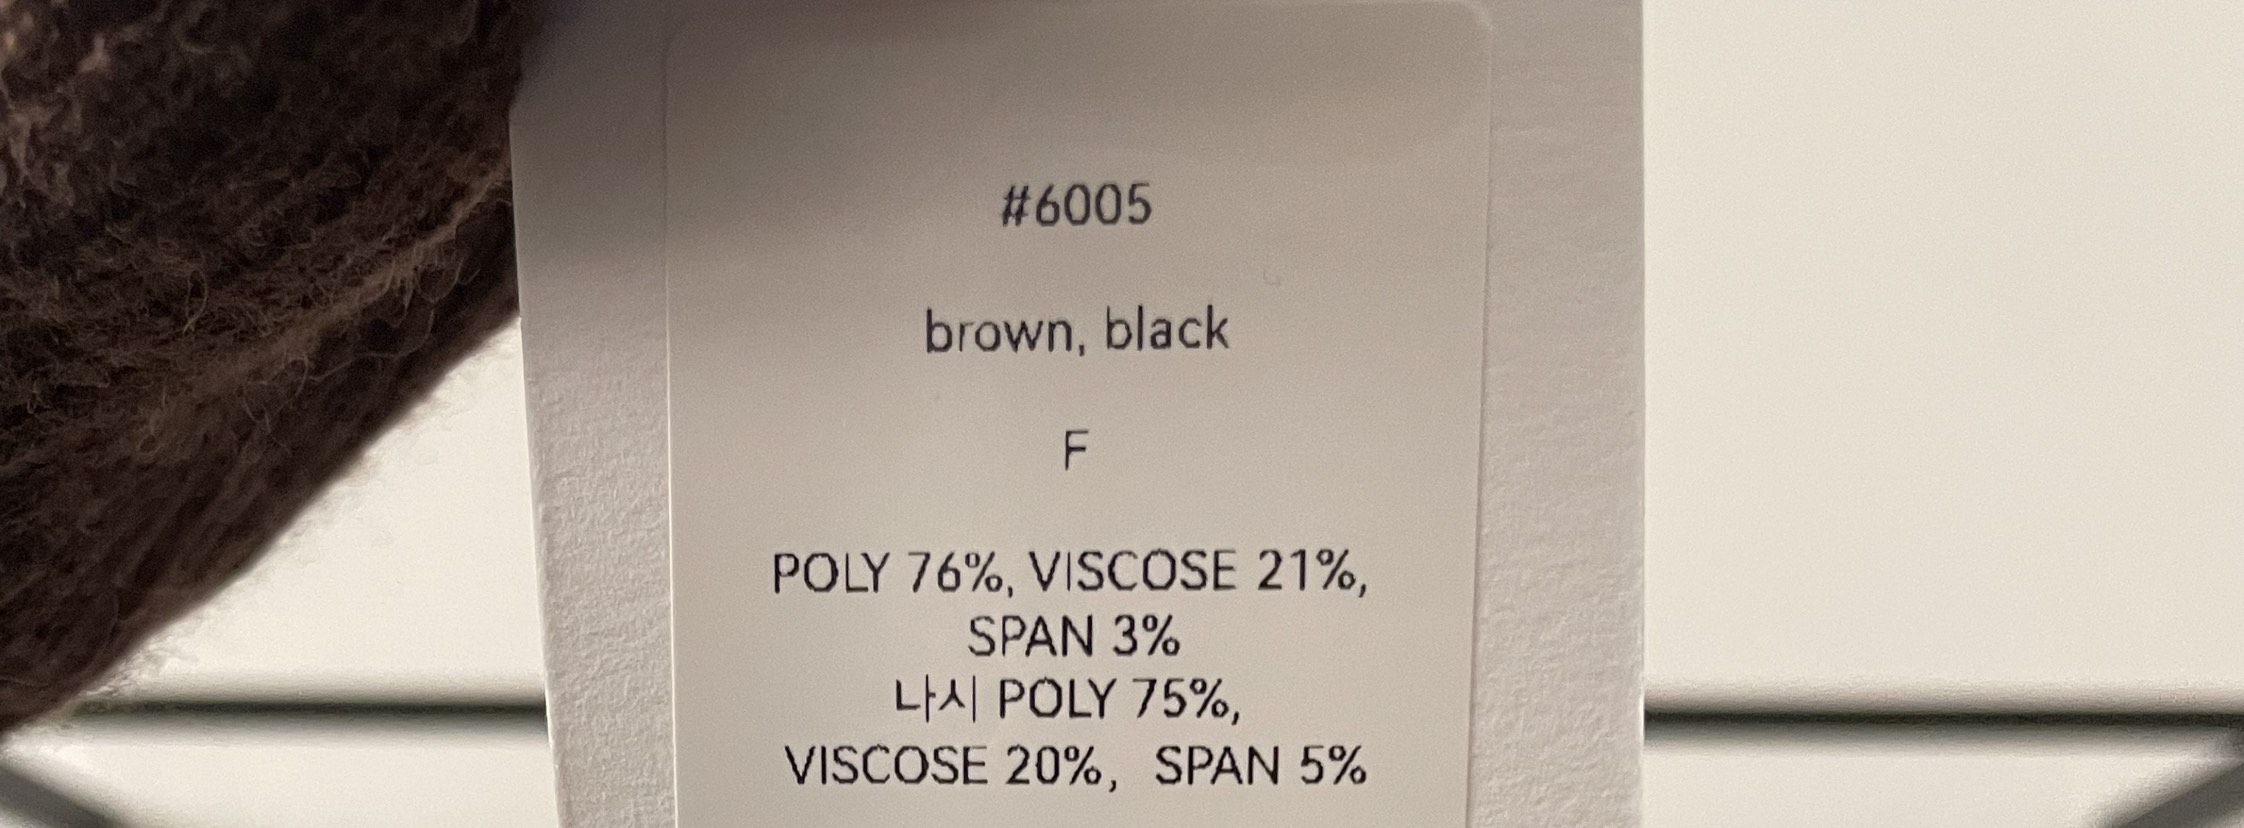 #6005
brown, black
F
POLY 76%, VISCOSE 21%,
SPAN 3%
나시 POLY 75%,
VISCOSE 20%, SPAN 5%